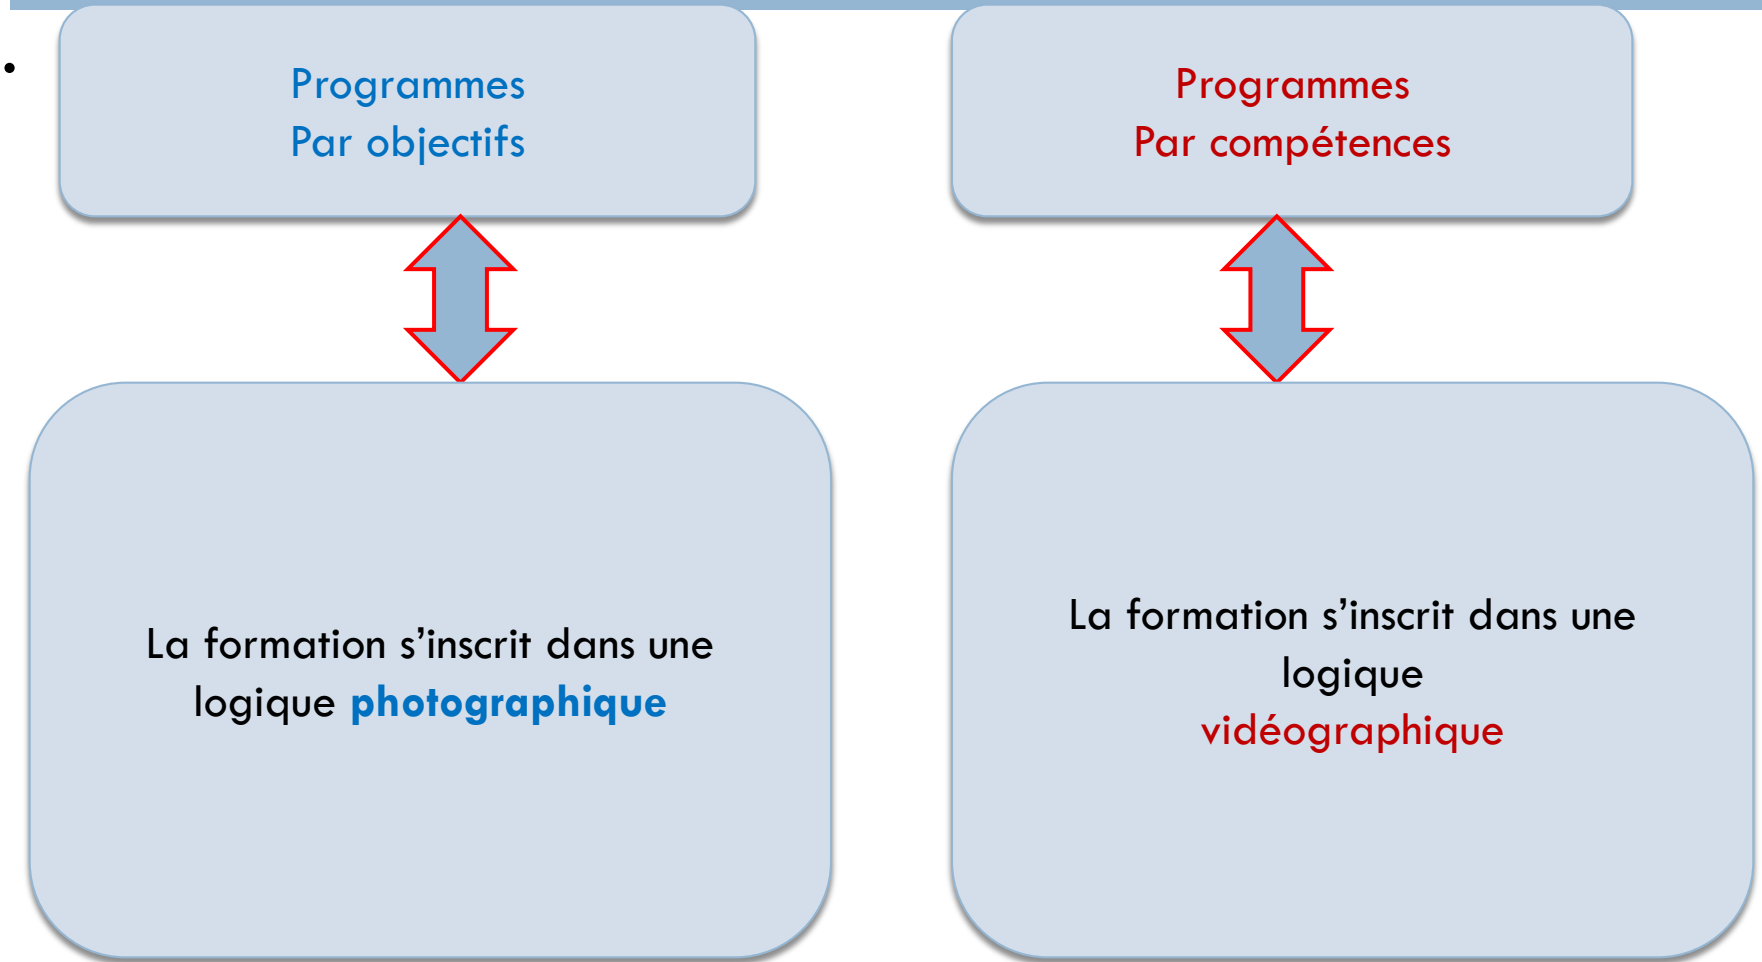 Programmes
Par objectifs
Programmes
Par compétences
La formation s’inscrit dans une
logique photographique
La formation s’inscrit dans une
logique
vidéographique